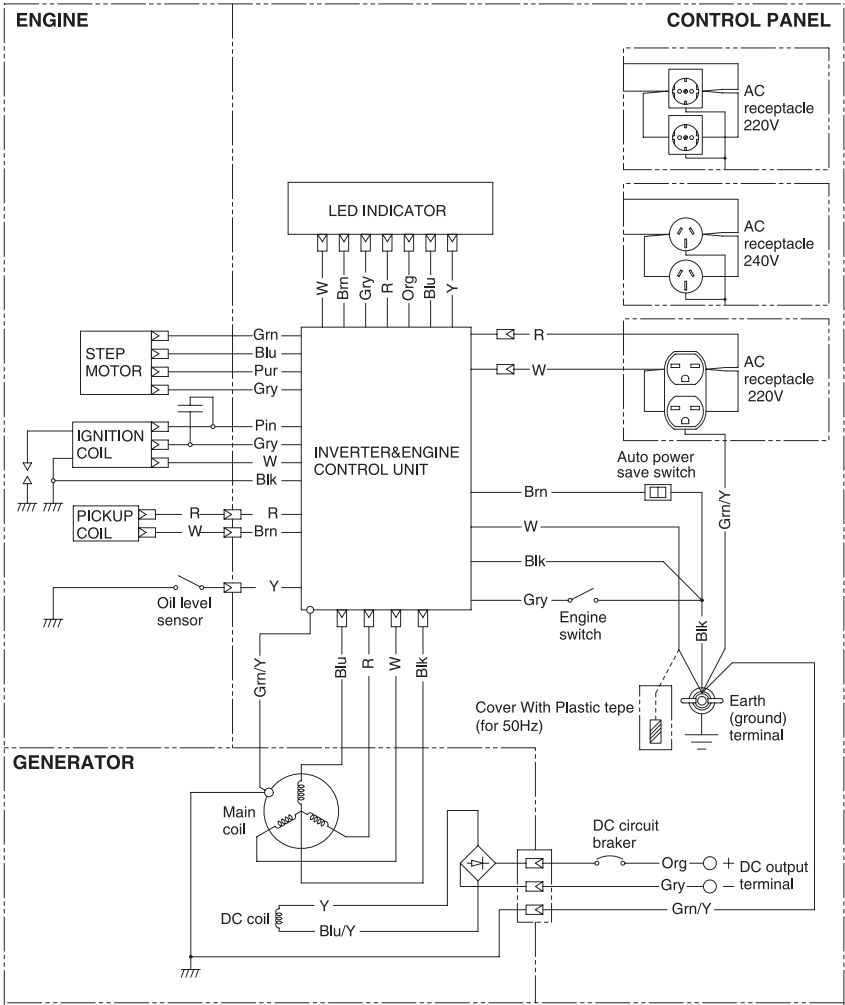 ENGINE
CONTROL PANEL
AC
receptacle
220V
LED INDICATOR
W
Brn
Gry
R
Org
Blu
Y
AC
receptacle
240V
STEP
MOTOR
Grn
Blu
Pur
Gry
R
W
AC
receptacle
220V
IGNITION
COIL
Pin
Gry
W
Blk
INVERTER&ENGINE
CONTROL UNIT
Auto power
save switch
Brn
W
Blk
Gry
Engine
switch
Grn/Y
Blk
PICKUP
COIL
R
W
R
Brn
Oil level
sensor
Y
Grn/Y
Blu
R
W
Blk
Cover With Plastic tepe
(for 50Hz)
Earth
(ground)
terminal
GENERATOR
Main
coil
DC circuit
braker
Org
+
Gry
–
DC output
terminal
Grn/Y
DC coil
Y
Blu/Y